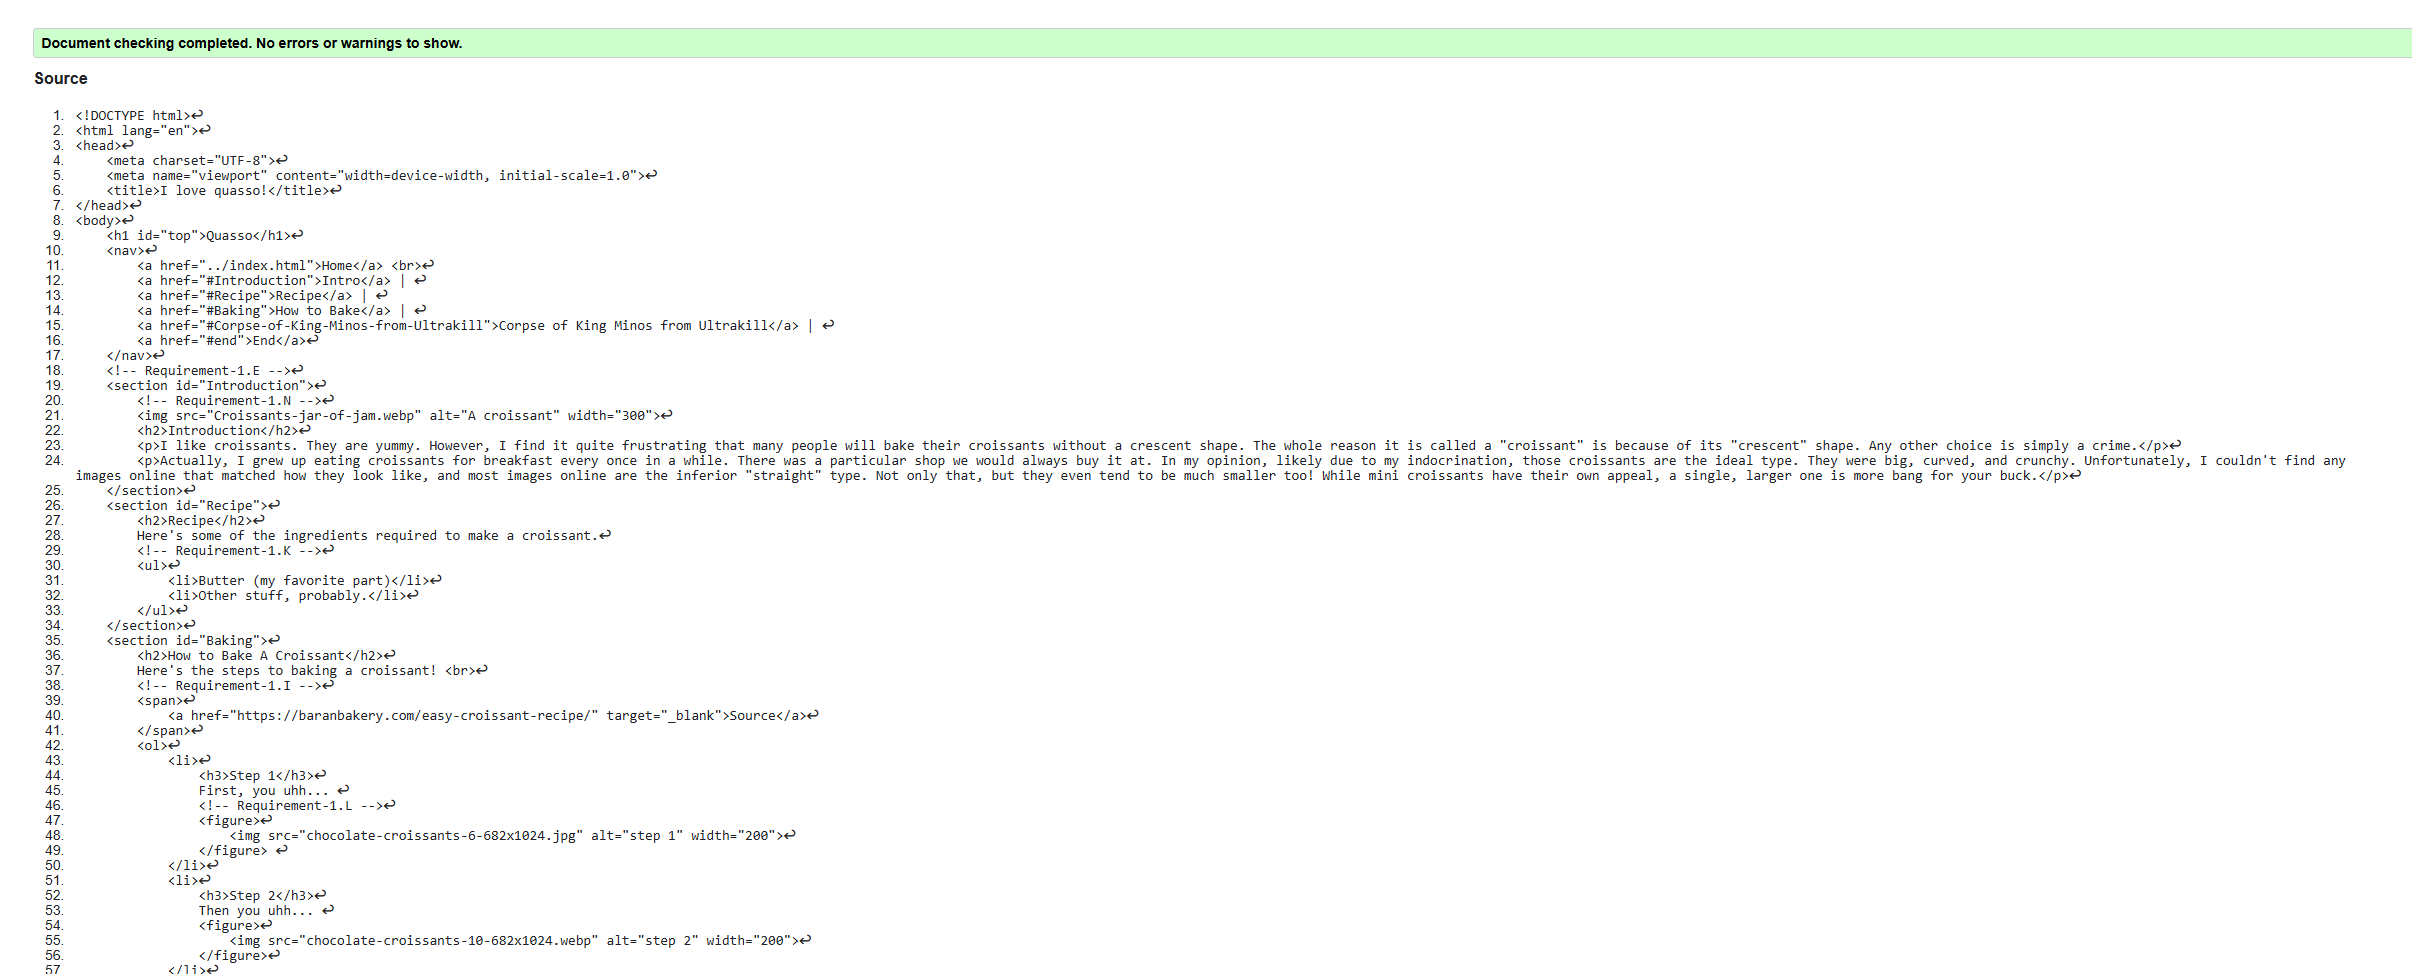 Document checking completed. No errors or warnings to show.
Source
1. <!DOCTYPE html>↩
2. <html lang="en">↩
3. <head>↩
4.     <meta charset="UTF-8">↩
5.     <meta name="viewport" content="width=device-width, initial-scale=1.0">↩
6.     <title>I love quasso!</title>↩
7. </head>↩
8. <body>↩
9.     <h1 id="top">Quasso</h1>↩
10.     <nav>↩
11.         <a href="../index.html">Home</a> <br>↩
12.         <a href="#Introduction">Intro</a> | ↩
13.         <a href="#Recipe">Recipe</a> | ↩
14.         <a href="#Baking">How to Bake</a> | ↩
15.         <a href="#Corpse-of-King-Minos-from-Ultrakill">Corpse of King Minos from Ultrakill</a> | ↩
16.         <a href="#end">End</a>↩
17.     </nav>↩
18.     <!-- Requirement-1.E -->↩
19.     <section id="Introduction">↩
20.         <!-- Requirement-1.N -->↩
21.         <img src="Croissants-jar-of-jam.webp" alt="A croissant" width="300">↩
22.         <h2>Introduction</h2>↩
23.         <p>I like croissants. They are yummy. However, I find it quite frustrating that many people will bake their croissants without a crescent shape. The whole reason it is called a "croissant" is because of its "crescent" shape. Any other choice is simply a crime.</p>↩
24.         <p>Actually, I grew up eating croissants for breakfast every once in a while. There was a particular shop we would always buy it at. In my opinion, likely due to my indocrination, those croissants are the ideal type. They were big, curved, and crunchy. Unfortunately, I couldn't find any
images online that matched how they look like, and most images online are the inferior "straight" type. Not only that, but they even tend to be much smaller too! While mini croissants have their own appeal, a single, larger one is more bang for your buck.</p>↩
25.     </section>↩
26.     <section id="Recipe">↩
27.         <h2>Recipe</h2>↩
28.         Here's some of the ingredients required to make a croissant.↩
29.         <!-- Requirement-1.K -->↩
30.         <ul>↩
31.             <li>Butter (my favorite part)</li>↩
32.             <li>Other stuff, probably.</li>↩
33.         </ul>↩
34.     </section>↩
35.     <section id="Baking">↩
36.         <h2>How to Bake A Croissant</h2>↩
37.         Here's the steps to baking a croissant! <br>↩
38.         <!-- Requirement-1.I -->↩
39.         <span>↩
40.             <a href="https://baranbakery.com/easy-croissant-recipe/" target="_blank">Source</a>↩
41.         </span>↩
42.         <ol>↩
43.             <li>↩
44.                 <h3>Step 1</h3>↩
45.                 First, you uhh... ↩
46.                 <!-- Requirement-1.L -->↩
47.                 <figure>↩
48.                     <img src="chocolate-croissants-6-682x1024.jpg" alt="step 1" width="200">↩
49.                 </figure> ↩
50.             </li>↩
51.             <li>↩
52.                 <h3>Step 2</h3>↩
53.                 Then you uhh... ↩
54.                 <figure>↩
55.                     <img src="chocolate-croissants-10-682x1024.webp" alt="step 2" width="200">↩
56.                 </figure>↩
57             </li>↩